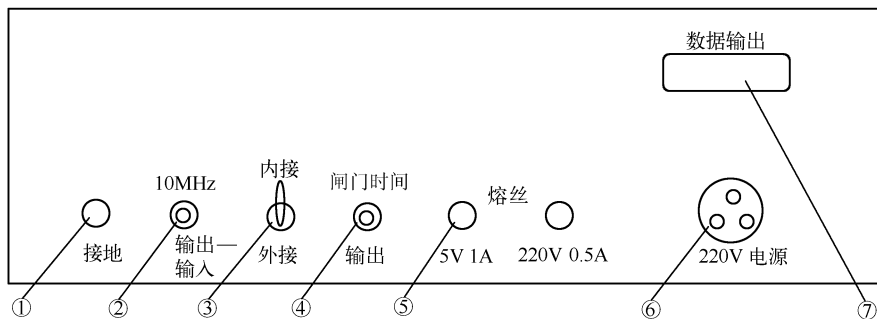 数据输出
10MHz
内接
闸门时间
熔丝
接地
输出—
输入
外接
输出
5V 1A
220V 0.5A
220V 电源
① ② ③ ④ ⑤ ⑥ ⑦